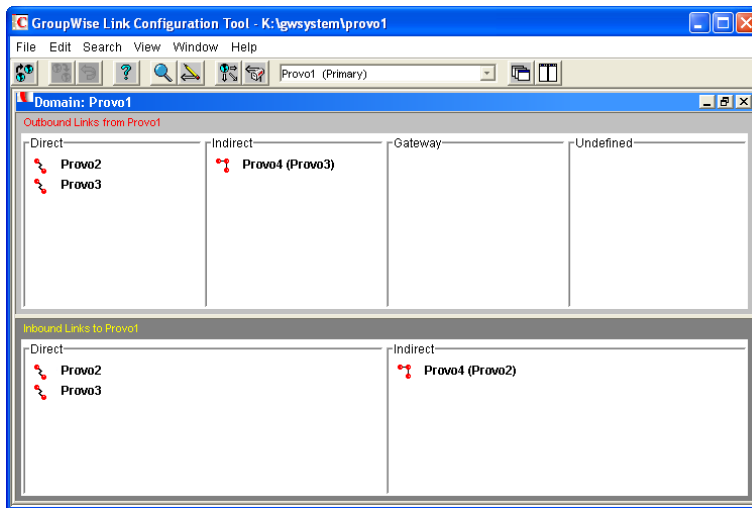 GroupWise Link Configuration Tool - K:\gwsystem\provo1
File Edit Search View Window Help
Provo1 (Primary)
Domain: Provo1
Outbound Links from Provo1
Direct Indirect Gateway Undefined
Provo2 Provo4 (Provo3)
Provo3
Inbound Links to Provo1
Direct Indirect
Provo2 Provo4 (Provo2)
Provo3